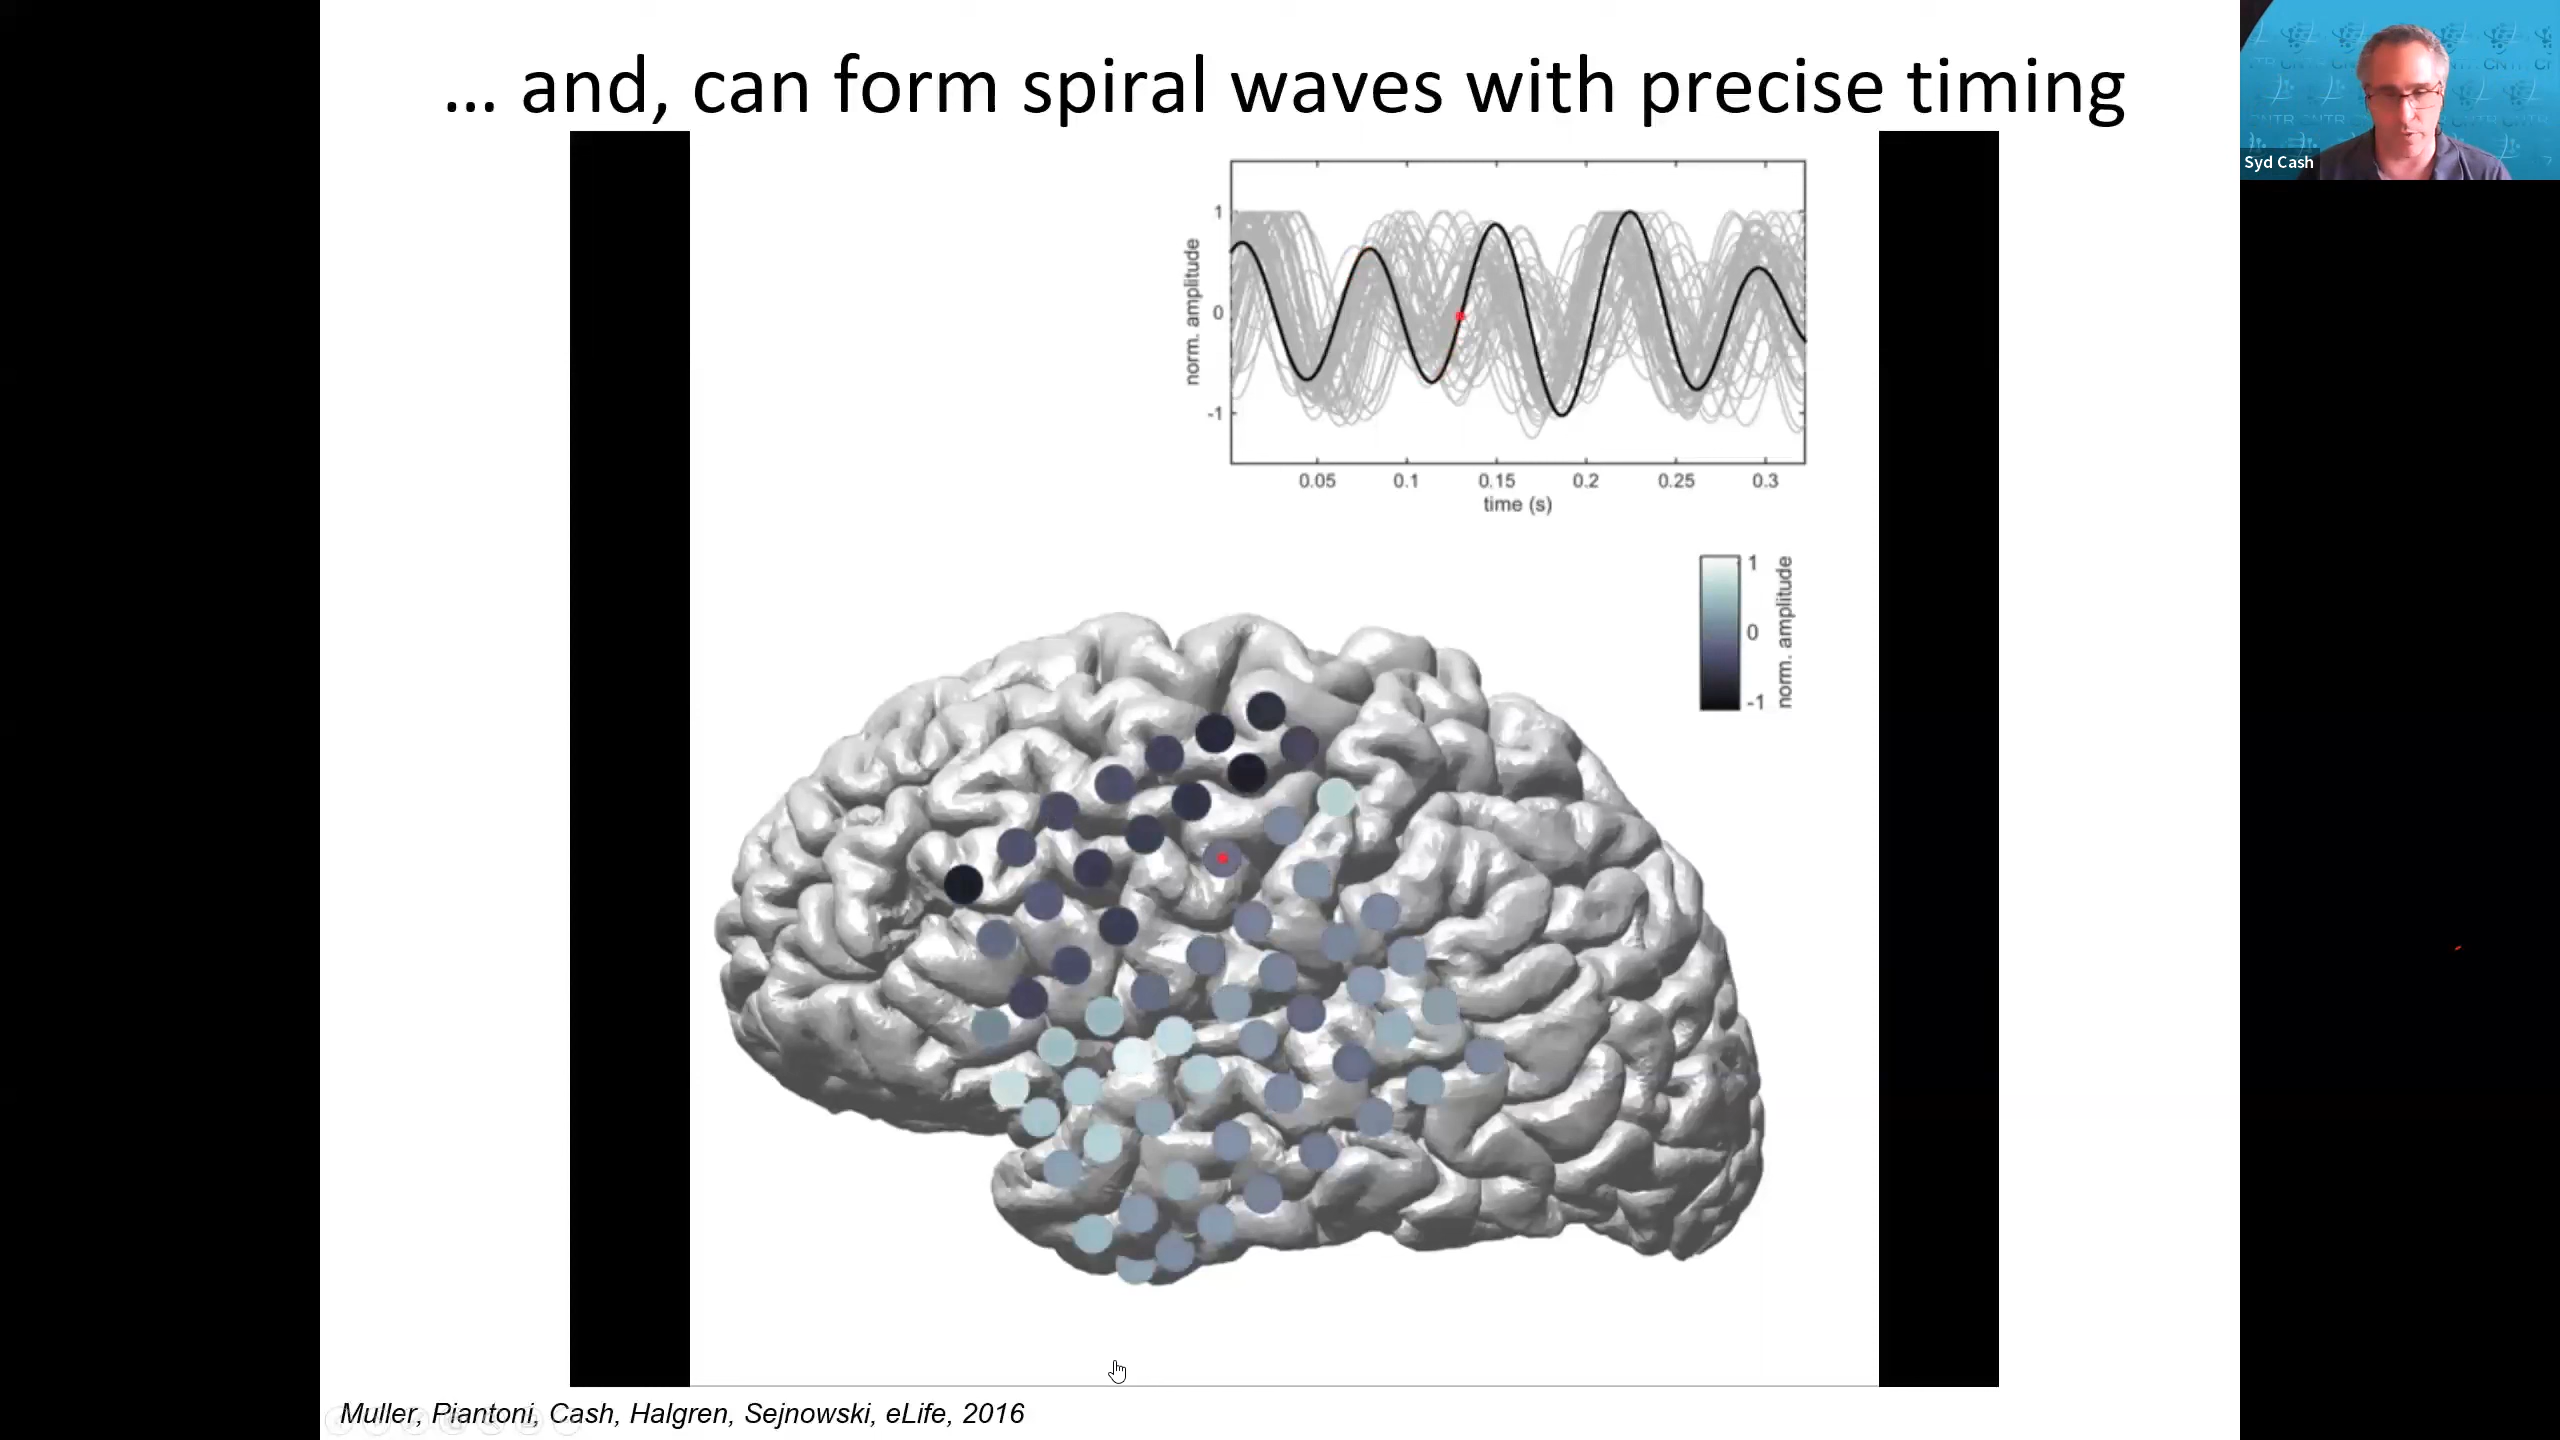 ... and, can form spiral waves with precise timing
Syd Cash
norm. amplitude
1
0
-1
0.05 0.1 0.15 0.2 0.25 0.3
time (s)
1
0
-1
norm. amplitude
Muller, Piantoni, Cash, Halgren, Sejnowski, eLife, 2016
CNTR